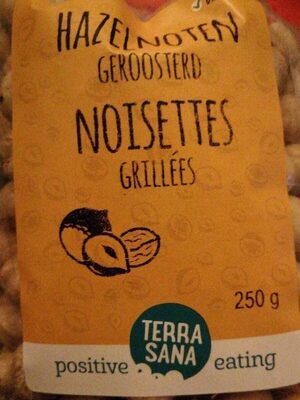 HAZELNOTEN
GEROOSTERD
NOISETTES
GRILLÉES
250 g
TERRA
SANA
positive eating